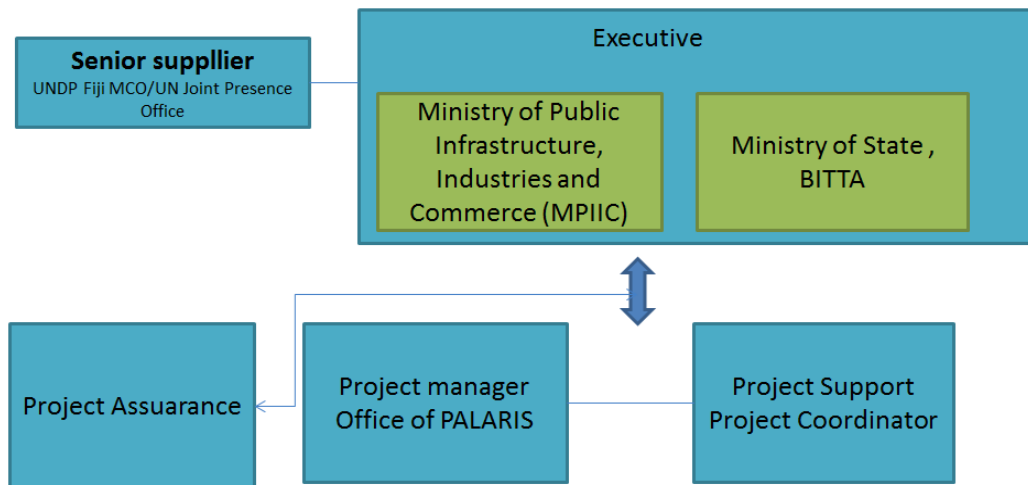 Senior suppllier
UNDP Fiji MCO/UN Joint Presence
Office
Executive
Ministry of Public
Infrastructure,
Industries and
Commerce (MPIIC)
Ministry of State ,
BITTA
Project Assuarance
Project manager
Office of PALARIS
Project Support
Project Coordinator